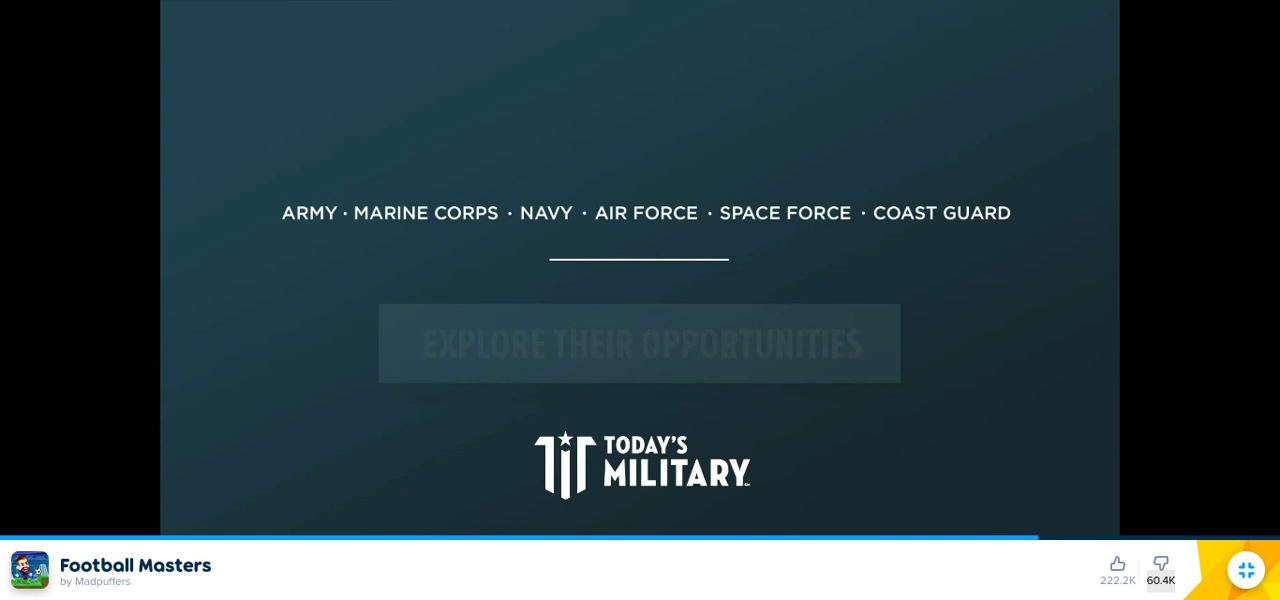 ARMY · MARINE CORPS · NAVY · AIR FORCE · SPACE FORCE · COAST GUARD
EXPLORE THEIR OPPORTUNITIES
TODAY'S
MILITARY
Football Masters
by Madpuffers
222.2K
60.4K